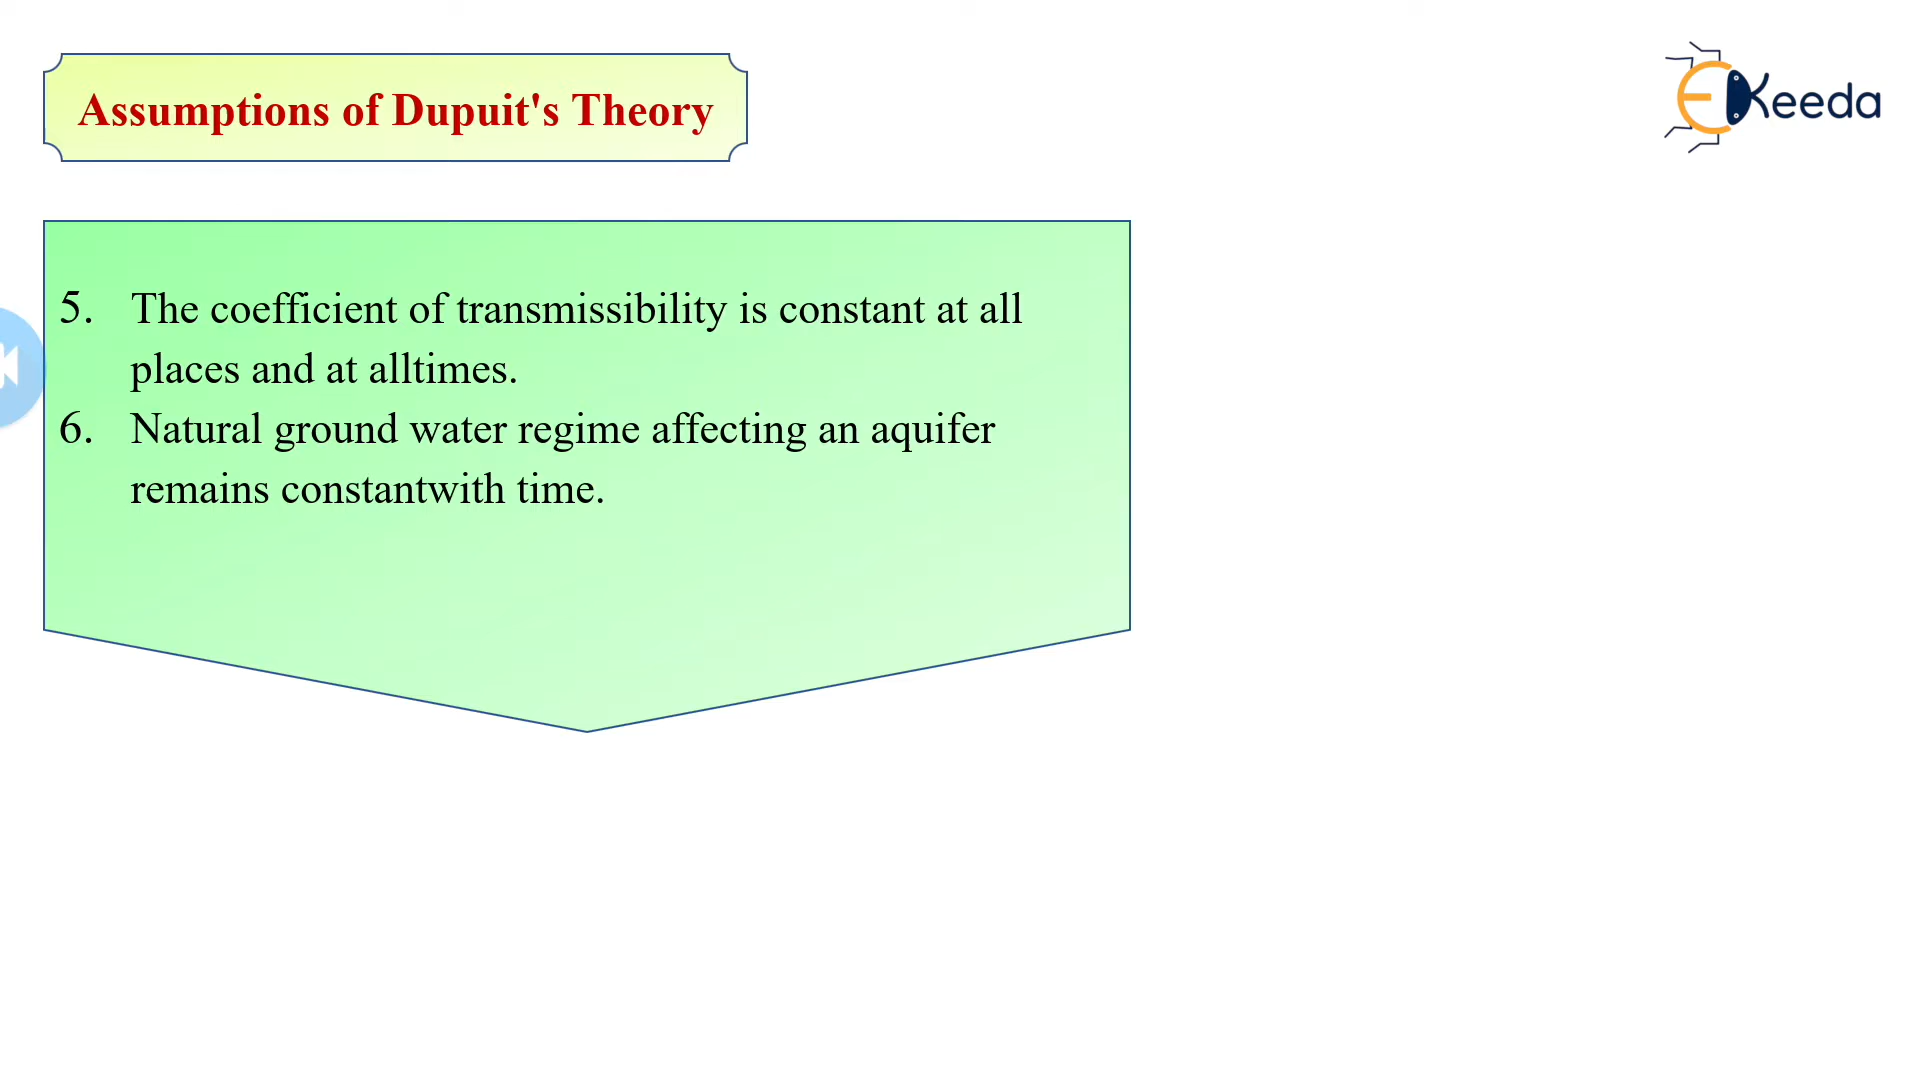 Assumptions of Dupuit's Theory
EKeeda
5. The coefficient of transmissibility is constant at all
places and at alltimes.
6. Natural ground water regime affecting an aquifer
remains constantwith time.